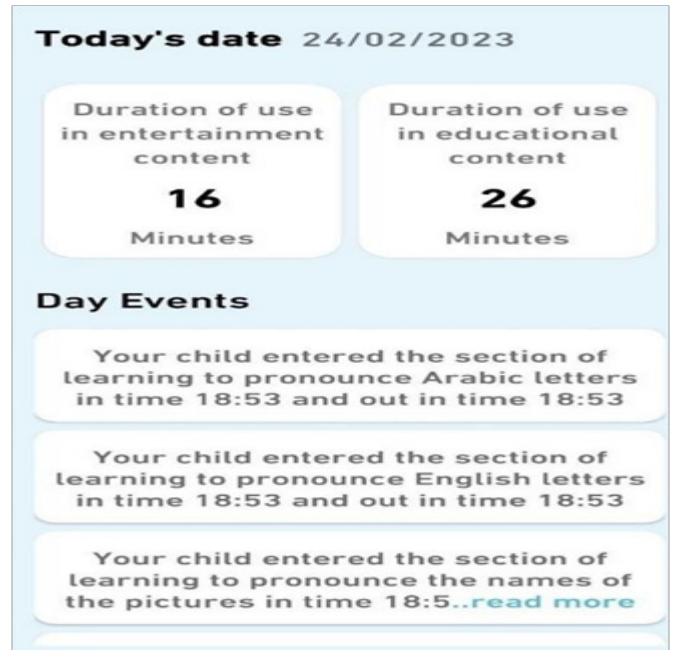 Today's date 24/02/2023
Duration of use
in entertainment
content
16
Minutes
Duration of use
in educational
content
26
Minutes
Day Events
Your child entered the section of
learning to pronounce Arabic letters
in time 18:53 and out in time 18:53
Your child entered the section of
learning to pronounce English letters
in time 18:53 and out in time 18:53
Your child entered the section of
learning to pronounce the names of
the pictures in time 18:5..read more